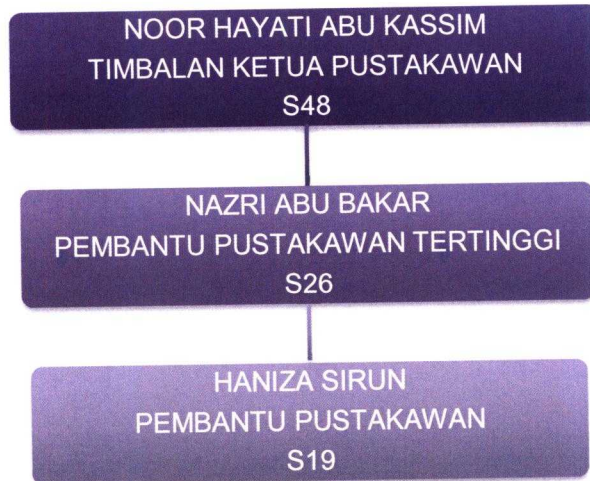 NOOR HAYATI ABU KASSIM
TIMBALAN KETUA PUSTAKAWAN
S48
NAZRI ABU BAKAR
PEMBANTU PUSTAKAWAN TERTINGGI
S26
HANIZA SIRUN
PEMBANTU PUSTAKAWAN
S19